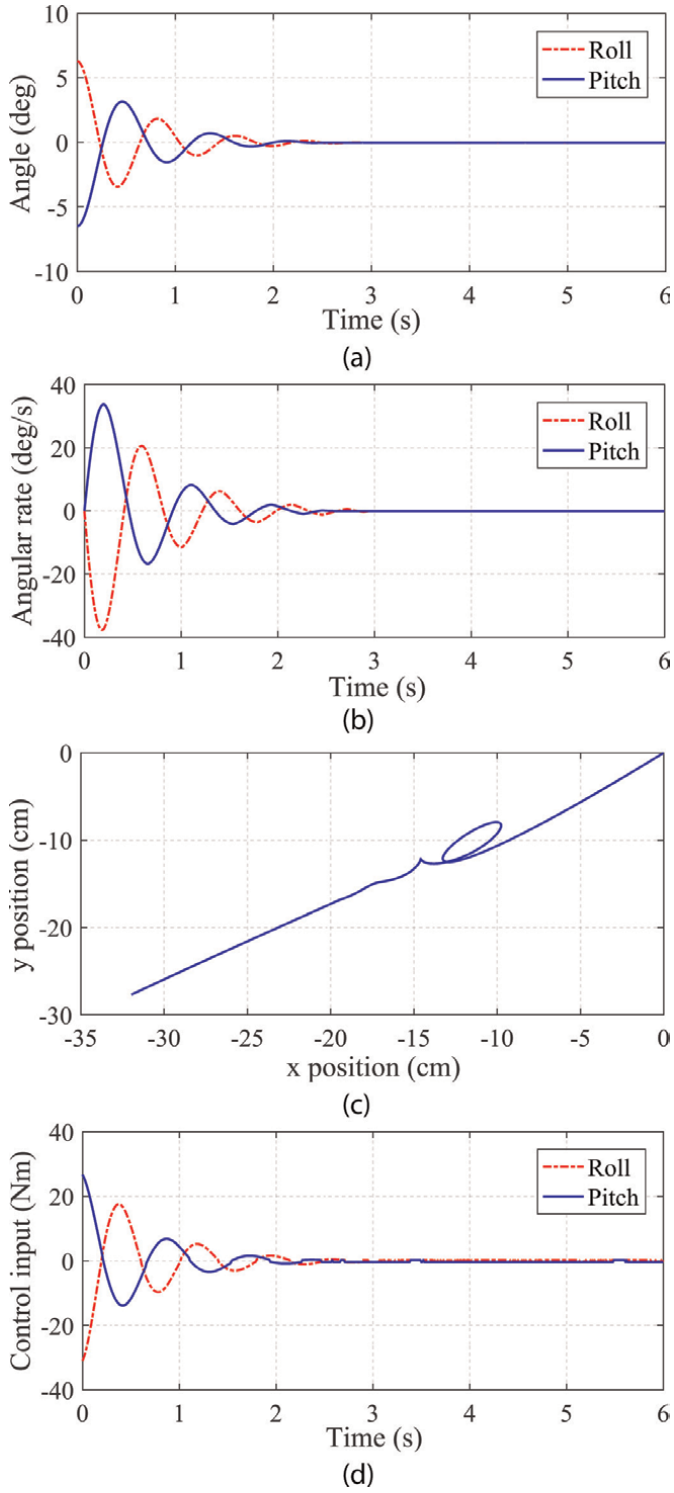 10
5
0
-5
-10
Angle (deg)
Roll
Pitch
0 1 2 3 4 5 6
Time (s)
(a)
40
20
0
-20
-40
Angular rate (deg/s)
Roll
Pitch
0 1 2 3 4 5 6
Time (s)
(b)
0
-10
-20
-30
y position (cm)
-35 -30 -25 -20 -15 -10 -5 0
x position (cm)
(c)
40
20
0
-20
-40
Control input (Nm)
Roll
Pitch
0 1 2 3 4 5 6
Time (s)
(d)